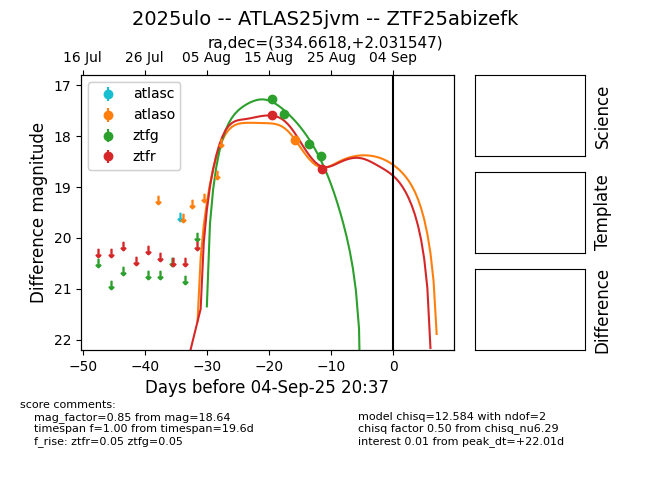 2025ulo -- ATLAS25jvm -- ZTF25abizefk
ra,dec=(334.6618,+2.031547)
16 Jul 26 Jul 05 Aug 15 Aug 25 Aug 04 Sep
17
18
19
20
21
22
Difference magnitude
atlasc
atlaso
ztfg
ztfr
−50 −40 −30 −20 −10 0
Days before 04-Sep-25 20:37
Science
Template
Difference
score comments:
mag_factor=0.85 from mag=18.64
timespan f=1.00 from timespan=19.6d
f_rise: ztfr=0.05 ztfg=0.05
model chisq=12.584 with ndof=2
chisq factor 0.50 from chisq_nu6.29
interest 0.01 from peak_dt=+22.01d